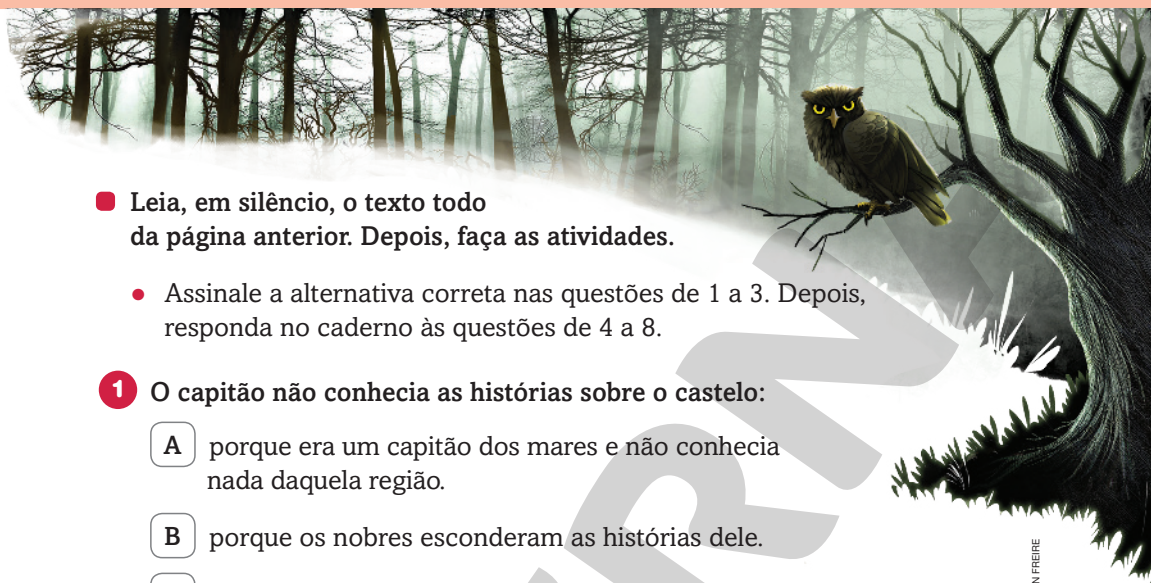 Leia, em silêncio, o texto todo
da página anterior. Depois, faça as atividades.
• Assinale a alternativa correta nas questões de 1 a 3. Depois,
responda no caderno às questões de 4 a 8.
1 O capitão não conhecia as histórias sobre o castelo:
A porque era um capitão dos mares e não conhecia
nada daquela região.
B porque os nobres esconderam as histórias dele.
N FREIRE